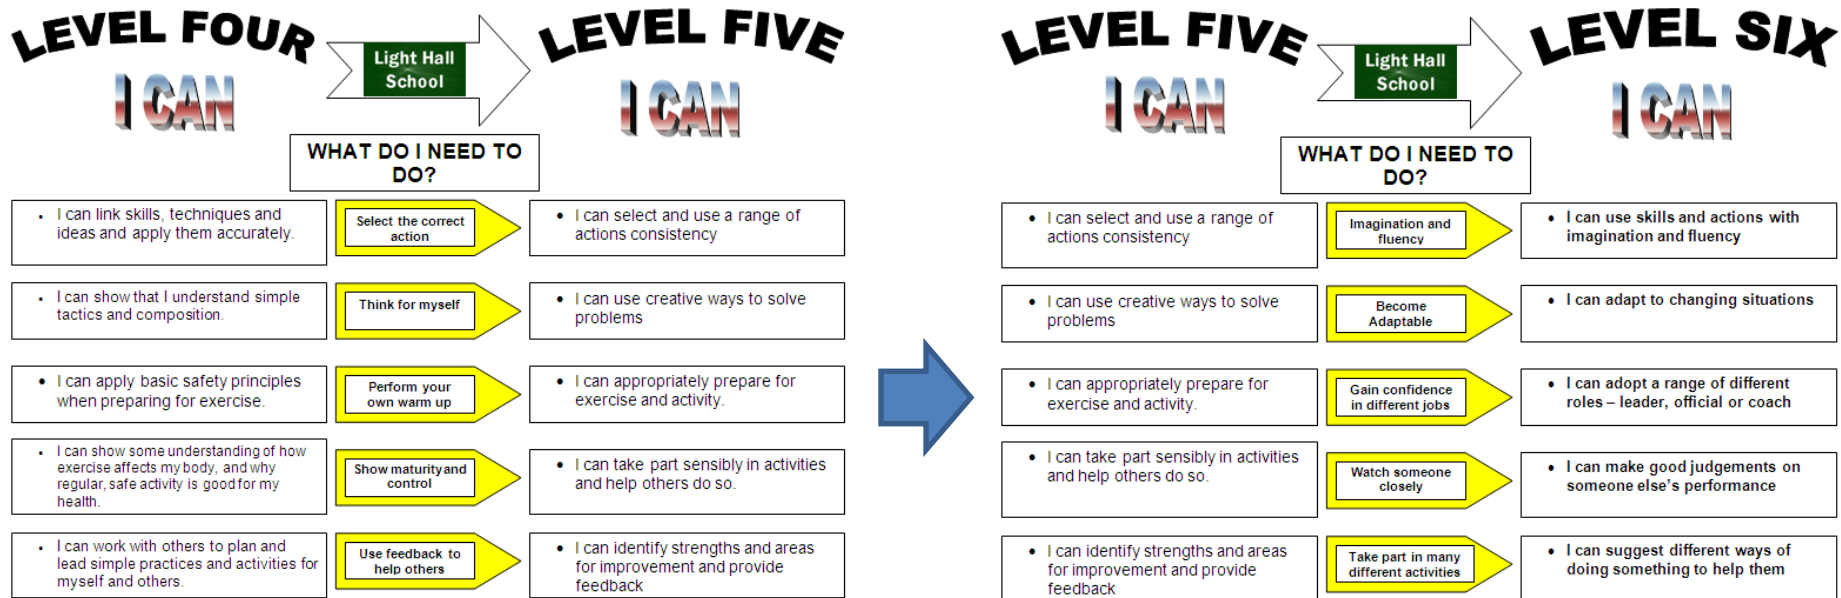 LEVEL FOUR
I CAN
Light Hall
School
LEVEL FIVE
I CAN
WHAT DO I NEED TO
DO?
• I can link skills, techniques and
ideas and apply them accurately.
Select the correct
action
• I can select and use a range of
actions consistency
• I can show that I understand simple
tactics and composition.
Think for myself
• I can use creative ways to solve
problems
• I can apply basic safety principles
when preparing for exercise.
Perform your
own warm up
• I can appropriately prepare for
exercise and activity.
• I can show some understanding of how
exercise affects my body, and why
regular, safe activity is good for my
health.
Show maturity and
control
• I can take part sensibly in activities
and help others do so.
• I can work with others to plan and
lead simple practices and activities for
myself and others.
Use feedback to
help others
• I can identify strengths and areas
for improvement and provide
feedback
LEVEL FIVE
I CAN
Light Hall
School
LEVEL SIX
I CAN
WHAT DO I NEED TO
DO?
• I can select and use a range of
actions consistency
Imagination and
fluency
• I can use skills and actions with
imagination and fluency
• I can use creative ways to solve
problems
Become
Adaptable
• I can adapt to changing situations
• I can appropriately prepare for
exercise and activity.
Gain confidence
in different jobs
• I can adopt a range of different
roles – leader, official or coach
• I can take part sensibly in activities
and help others do so.
Watch someone
closely
• I can make good judgements on
someone else's performance
• I can identify strengths and areas
for improvement and provide
feedback
Take part in many
different activities
• I can suggest different ways of
doing something to help them